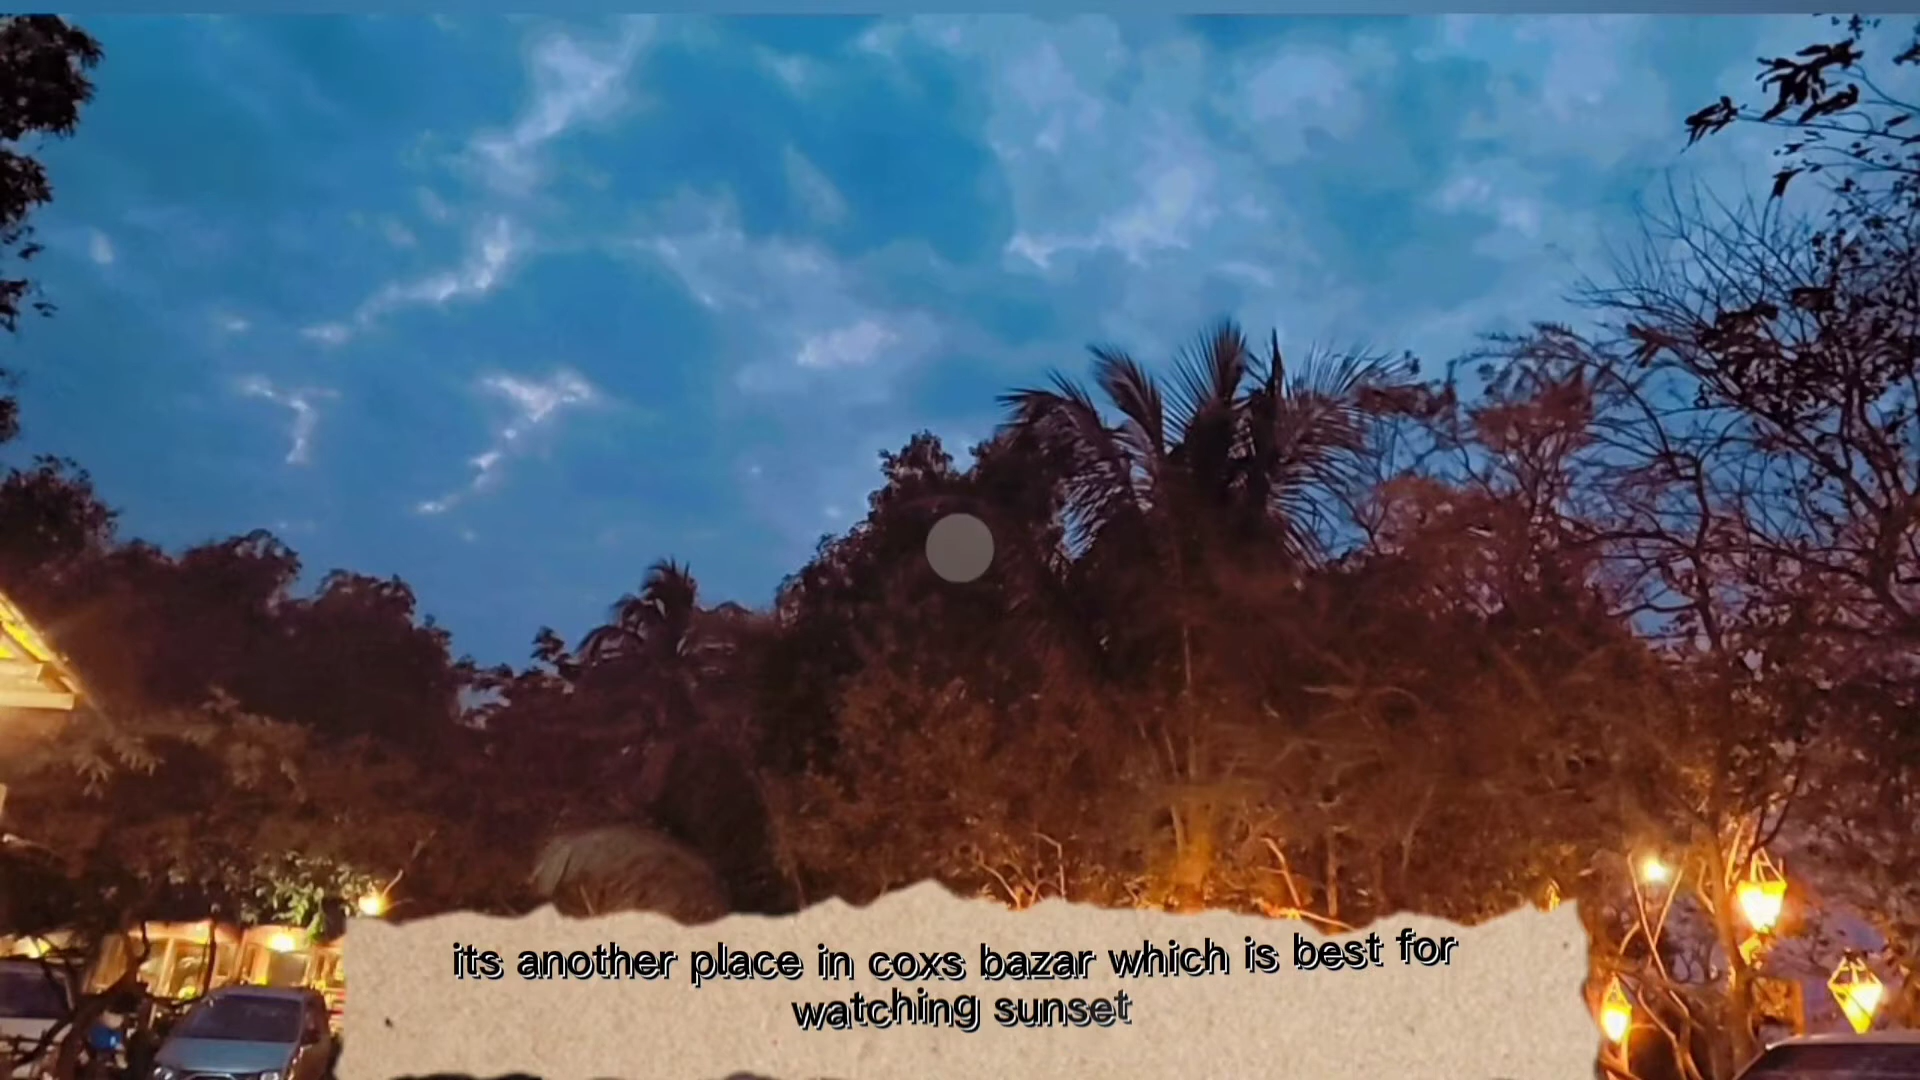 its another place in coxs bazar which is best for
watching sunset